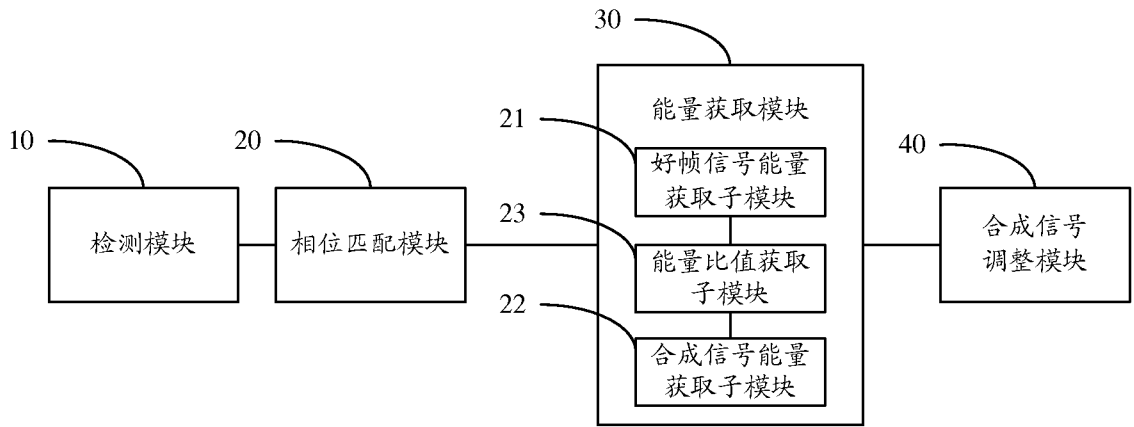 30
能量获取模块
10
20
21
40
好帧信号能量
获取子模块
23
检测模块
相位匹配模块
能量比值获取
子模块
合成信号
调整模块
22
合成信号能量
获取子模块